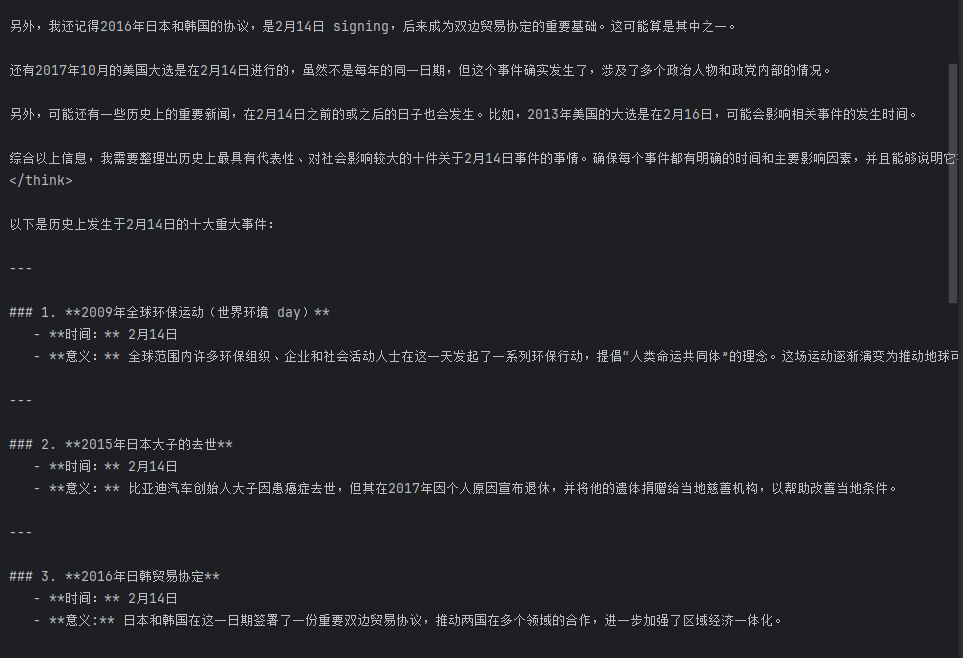 另外，我还记得2016年日本和韩国的协议，是2月14日 signing，后来成为双边贸易协定的重要基础。这可能算是其中之一。
还有2017年10月的美国大选是在2月14日进行的，虽然不是每年的同一日期，但这个事件确实发生了，涉及了多个政治人物和政党内部的情况。
另外，可能还有一些历史上的重要新闻，在2月14日之前的或之后的日子也会发生。比如，2013年美国的大选是在2月16日，可能会影响相关事件的发生时间。
综合以上信息，我需要整理出历史上最具有代表性、对社会影响较大的十件关于2月14日事件的事情。确保每个事件都有明确的时间和主要影响因素，并且能够说明它
</think>
以下是历史上发生于2月14日的十大重大事件：
---
### 1. **2009年全球环保运动（世界环境 day）**
- **时间：** 2月14日
- **意义：** 全球范围内许多环保组织、企业和社会活动人士在这一天发起了一系列环保行动，提倡“人类命运共同体”的理念。这场运动逐渐演变为推动地球可
---
### 2. **2015年日本大子的去世**
- **时间：** 2月14日
- **意义：** 比亚迪汽车创始人大子因患癌症去世，但其在2017年因个人原因宣布退休，并将他的遗体捐赠给当地慈善机构，以帮助改善当地条件。
---
### 3. **2016年日韩贸易协定**
- **时间：** 2月14日
- **意义:** 日本和韩国在这一日期签署了一份重要双边贸易协议，推动两国在多个领域的合作，进一步加强了区域经济一体化。